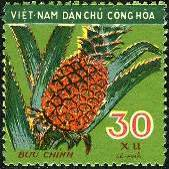 VIỆT-NAM DÂN CHỦ CỘNG HÒA
30
XU
BƯU CHÍNH